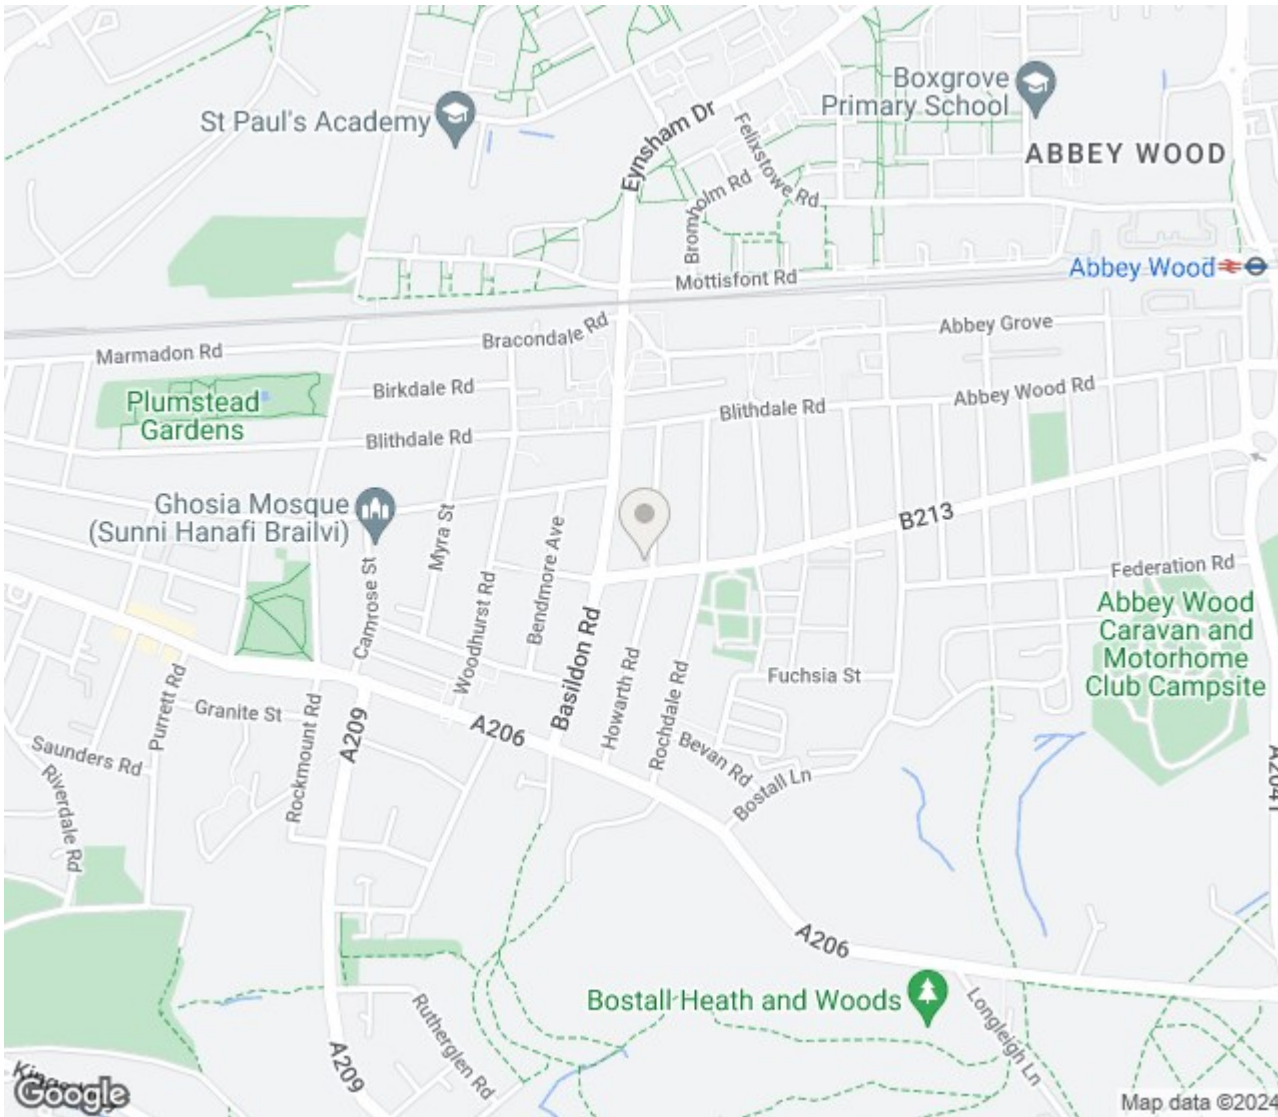 Boxgrove
Primary School
St Paul's Academy
Eynsham Dr
Felixstowe Rd
ABBEY WOOD
Bromholm Rd
Abbey Wood
Mottisfont Rd
Abbey Grove
Bracondale Rd
Marmadon Rd
Birkdale Rd
Abbey Wood Rd
Plumstead
Gardens
Blithdale Rd
Blithdale Rd
Ghosia Mosque
(Sunni Hanafi Brailvi)
Myra St
Bendmore Ave
B213
Camrose St
Woodhurst Rd
Federation Rd
Abbey Wood
Caravan and
Motorhome
Club Campsite
Basildon Rd
Howarth Rd
Rochdale Rd
Fuchsia St
Purrett Rd
Granite St
Rockmount Rd
A209
A206
Bevan Rd
Saunders Rd
Riverdale Rd
Bostall Ln
A2041
A206
Bostall Heath and Woods
Longleigh Ln
Rutherglen Rd
A209
Google
Map data ©2024